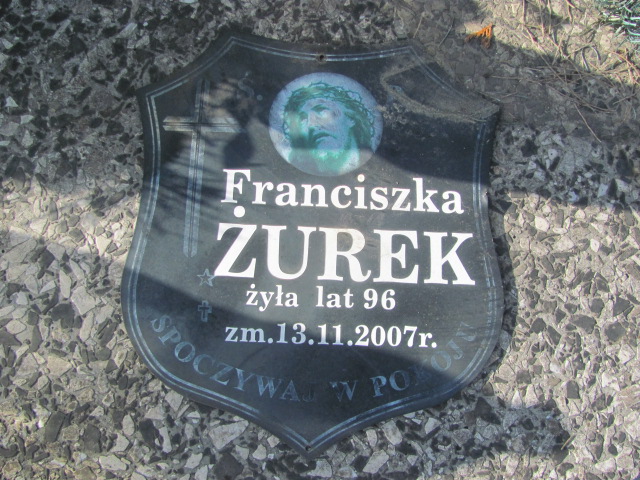 Franciszka
ŻUREK
żyła lat 96
zm.13.11.2007r.
SPOCZYWAJ W POKOJU